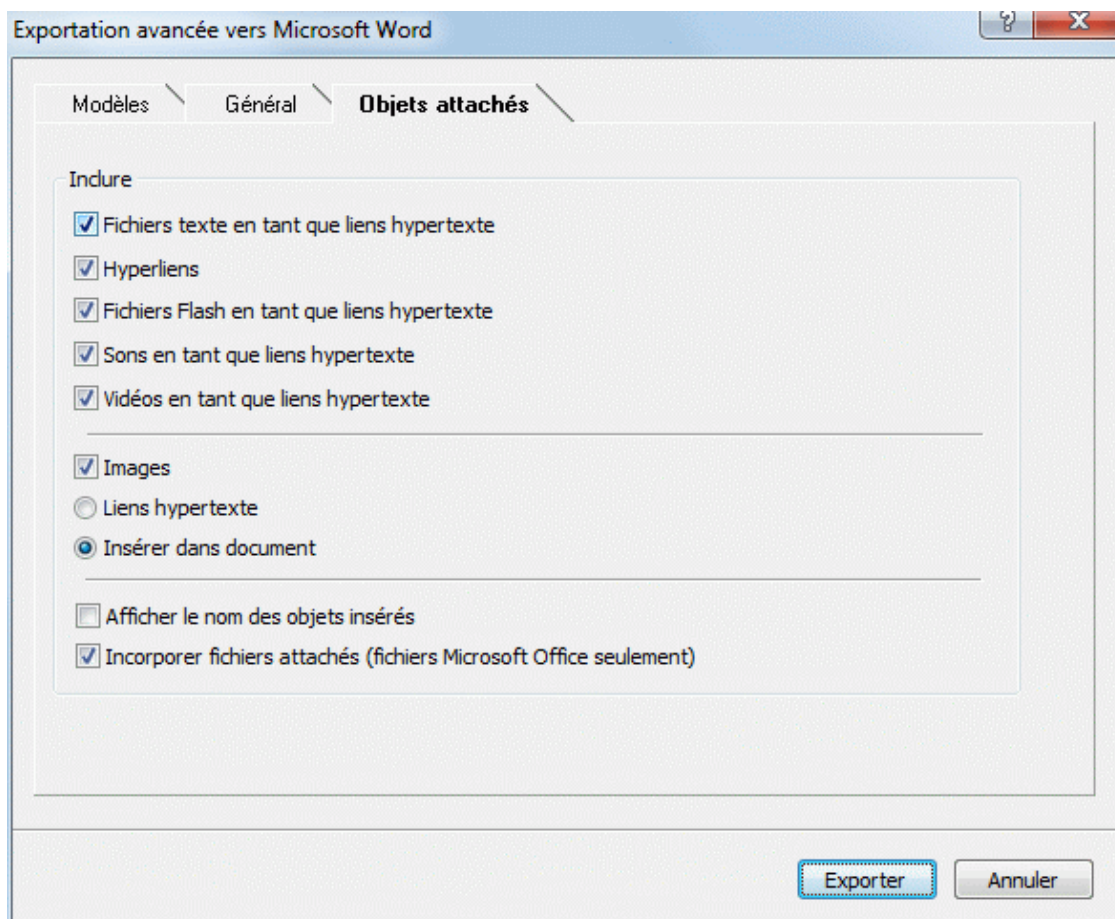 Exportation avancée vers Microsoft Word
Modèles
Général
Objets attachés
Inclure
Fichiers texte en tant que liens hypertexte
Hyperliens
Fichiers Flash en tant que liens hypertexte
Sons en tant que liens hypertexte
Vidéos en tant que liens hypertexte
Images
Liens hypertexte
Insérer dans document
Afficher le nom des objets insérés
Incorporer fichiers attachés (fichiers Microsoft Office seulement)
Exporter
Annuler